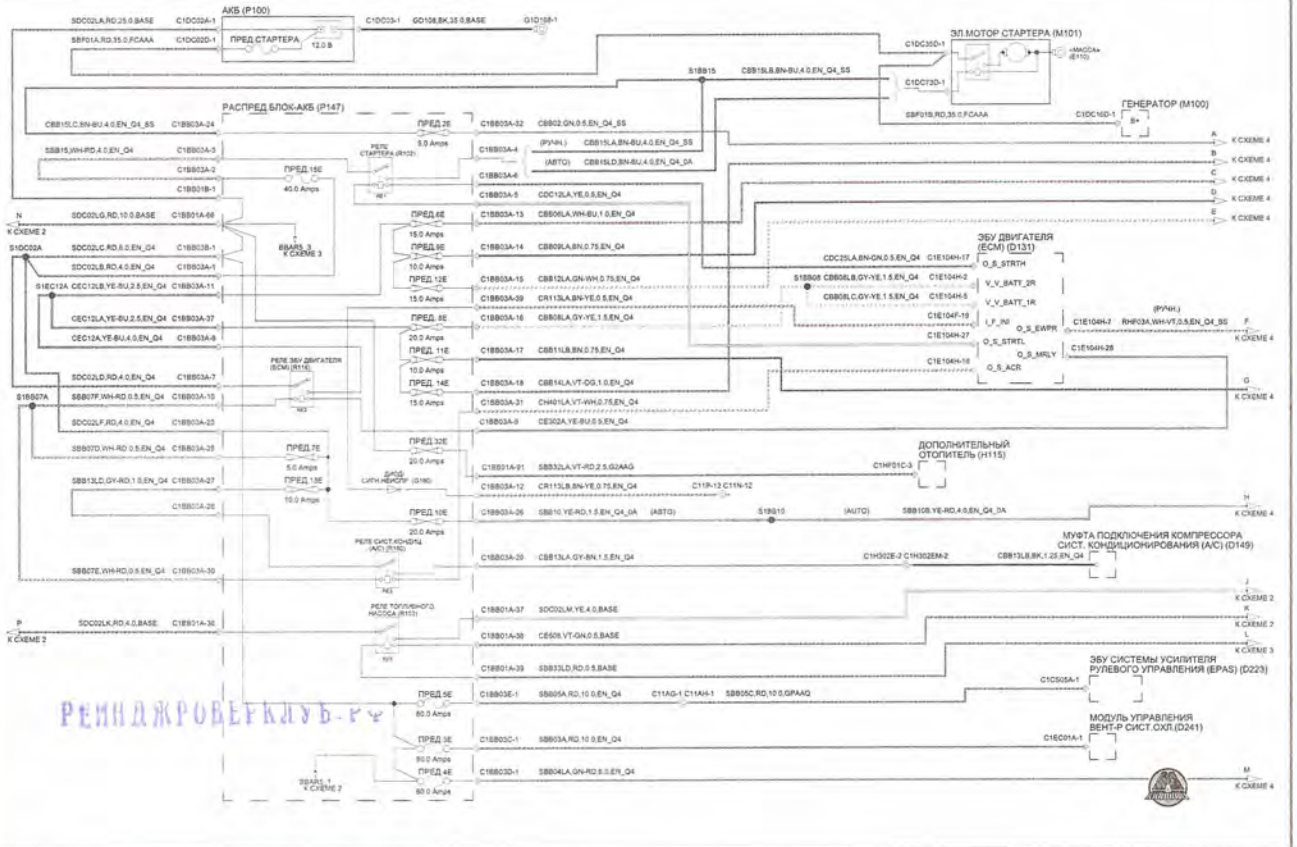 АКБ (P100)
SDC02LA,RD,25.0,BASE C1DC02A-1
C1DC03-1 GD108,BK,35.0,BASE G1D108-1
SBF01A,RD,35.0,FCAAA C1DC02D-1
ПРЕД.СТАРТЕРА
12.0 В
ЭЛ.МОТОР СТАРТЕРА (M101)
C1DC35D-1
«МАССА»
(E110)
S1BB15 CBB15LB,BN-BU,4.0,EN_Q4_SS
C1DC73D-1
SBF01B,RD,35.0,FCAAA C1DC16D-1
ГЕНЕРАТОР (M100)
B+
РАСПРЕД.БЛОК-АКБ (P147)
CBB15LC,BN-BU,4.0,EN_Q4_SS C1BB03A-24
ПРЕД.2E
5.0 Amps
C1BB03A-32 CBB02,GN,0.5,EN_Q4_SS
A
К СХЕМЕ 4
SBB15,WH-RD,4.0,EN_Q4 C1BB03A-3
РЕЛЕ
СТАРТЕРА (R102)
C1BB03A-4
(РУЧН.) CBB15LA,BN-BU,4.0,EN_Q4_SS
(АВТО) CBB15LD,BN-BU,4.0,EN_Q4_DA
B
К СХЕМЕ 4
C1BB03A-2
ПРЕД.15E
40.0 Amps
C1BB03A-6
C
К СХЕМЕ 4
C1BB01B-1
C1BB03A-5 CDC12LA,YE,0.5,EN_Q4
D
К СХЕМЕ 4
N
К СХЕМЕ 2
SDC02LG,RD,10.0,BASE C1BB01A-66
BBAR5_3
К СХЕМЕ 3
ПРЕД.6E
15.0 Amps
C1BB03A-13 CBB06LA,WH-BU,1.0,EN_Q4
E
К СХЕМЕ 4
S1DC02A
SDC02LC,RD,6.0,EN_Q4 C1BB03B-1
ПРЕД.9E
10.0 Amps
C1BB03A-14 CBB09LA,BN,0.75,EN_Q4
SDC02LB,RD,4.0,EN_Q4 C1BB03A-1
ПРЕД.12E
15.0 Amps
C1BB03A-15 CBB12LA,GN-WH,0.75,EN_Q4
S1EC12A CEC12LB,YE-BU,2.5,EN_Q4 C1BB03A-11
C1BB03A-39 CR113LA,BN-YE,0.5,EN_Q4
CEC12LA,YE-BU,2.5,EN_Q4 C1BB03A-37
ПРЕД. 8E
20.0 Amps
C1BB03A-16 CBB08LA,GY-YE,1.5,EN_Q4
CEC12A,YE-BU,4.0,EN_Q4 C1BB03A-8
ПРЕД. 11E
10.0 Amps
C1BB03A-17 CBB11LB,BN,0.75,EN_Q4
ЭБУ ДВИГАТЕЛЯ
(ECM) (D131)
CDC25LA,BN-GN,0.5,EN_Q4 C1E104H-17 O_S_STRTH
S1BB08 CBB08LB,GY-YE,1.5,EN_Q4 C1E104H-2 V_V_BATT_2R
CBB08LC,GY-YE,1.5,EN_Q4 C1E104H-5 V_V_BATT_1R
C1E104F-19 I_F_INI
C1E104H-27 O_S_STRTL
C1E104H-18 O_S_ACR
O_S_EWPR C1E104H-7
(РУЧН.)
RHF03A,WH-VT,0.5,EN_Q4_SS
F
К СХЕМЕ 4
O_S_MRLY C1E104H-28
G
К СХЕМЕ 4
РЕЛЕ ЭБУ ДВИГАТЕЛЯ
(ECM) (R116)
SDC02LD,RD,4.0,EN_Q4 C1BB03A-7
ПРЕД. 14E
15.0 Amps
C1BB03A-18 CBB14LA,VT-OG,1.0,EN_Q4
S1BB07A
SBB07F,WH-RD,0.5,EN_Q4 C1BB03A-10
C1BB03A-31 CH401LA,VT-WH,0.75,EN_Q4
SDC02LF,RD,4.0,EN_Q4 C1BB03A-23
C1BB03A-9 CE302A,YE-BU,0.5,EN_Q4
SBB07D,WH-RD,0.5,EN_Q4 C1BB03A-25
ПРЕД.7E
5.0 Amps
ПРЕД.32E
20.0 Amps
C1BB01A-91 SBB32LA,VT-RD,2.5,G2AAG
C1HF01C-3
ДОПОЛНИТЕЛЬНЫЙ
ОТОПИТЕЛЬ (H115)
SBB13LD,GY-RD,1.0,EN_Q4 C1BB03A-27
ПРЕД.13E
10.0 Amps
ДИОД
СИГН.НЕИСПР. (G180)
C1BB03A-12 CR113LB,BN-YE,0.75,EN_Q4 C11P-12 C11N-12
C1BB03A-28
ПРЕД.10E
20.0 Amps
C1BB03A-26 SBB10,YE-RD,1.5,EN_Q4_DA (АВТО) S1BB10 (AUTO) SBB10B,YE-RD,4.0,EN_Q4_DA
H
К СХЕМЕ 4
РЕЛЕ СИСТ.КОНДИЦ.
(A/C) (R160)
МУФТА ПОДКЛЮЧЕНИЯ КОМПРЕССОРА
СИСТ. КОНДИЦИОНИРОВАНИЯ (A/C) (D149)
C1BB03A-29 CBB13LA,GY-BN,1.5,EN_Q4 C1H302E-2 C1H302EM-2 CBB13LB,BK,1.25,EN_Q4
SBB07E,WH-RD,0.5,EN_Q4 C1BB03A-30
РЕЛЕ ТОПЛИВНОГО
НАСОСА (R103)
C1BB01A-37 SDC02LM,YE,4.0,BASE
J
К СХЕМЕ 2
P
К СХЕМЕ 2
SDC02LK,RD,4.0,BASE C1BB01A-36
C1BB01A-38 CE508,VT-GN,0.5,BASE
K
К СХЕМЕ 2
C1BB01A-39 SBB33LD,RD,0.5,BASE
L
К СХЕМЕ 3
ЭБУ СИСТЕМЫ УСИЛИТЕЛЯ
РУЛЕВОГО УПРАВЛЕНИЯ (EPAS) (D223)
ПРЕД.5E
80.0 Amps
C1BB03E-1 SBB05A,RD,10.0,EN_Q4 C11AG-1 C11AH-1 SBB05C,RD,10.0,GPAAQ C1CS05A-1
РЕИНДЖРОВЕРКЛУБ.РФ
МОДУЛЬ УПРАВЛЕНИЯ
ВЕНТ-Р СИСТ.ОХЛ.(D241)
ПРЕД.3E
C1BB03C-1 SBB03A,RD,10.0,EN_Q4 C1EC01A-1
BBAR5_1
К СХЕМЕ 2
ПРЕД.4E
60.0 Amps
C1BB03D-1 SBB04LA,GN-RD,6.0,EN_Q4
M
К СХЕМЕ 4